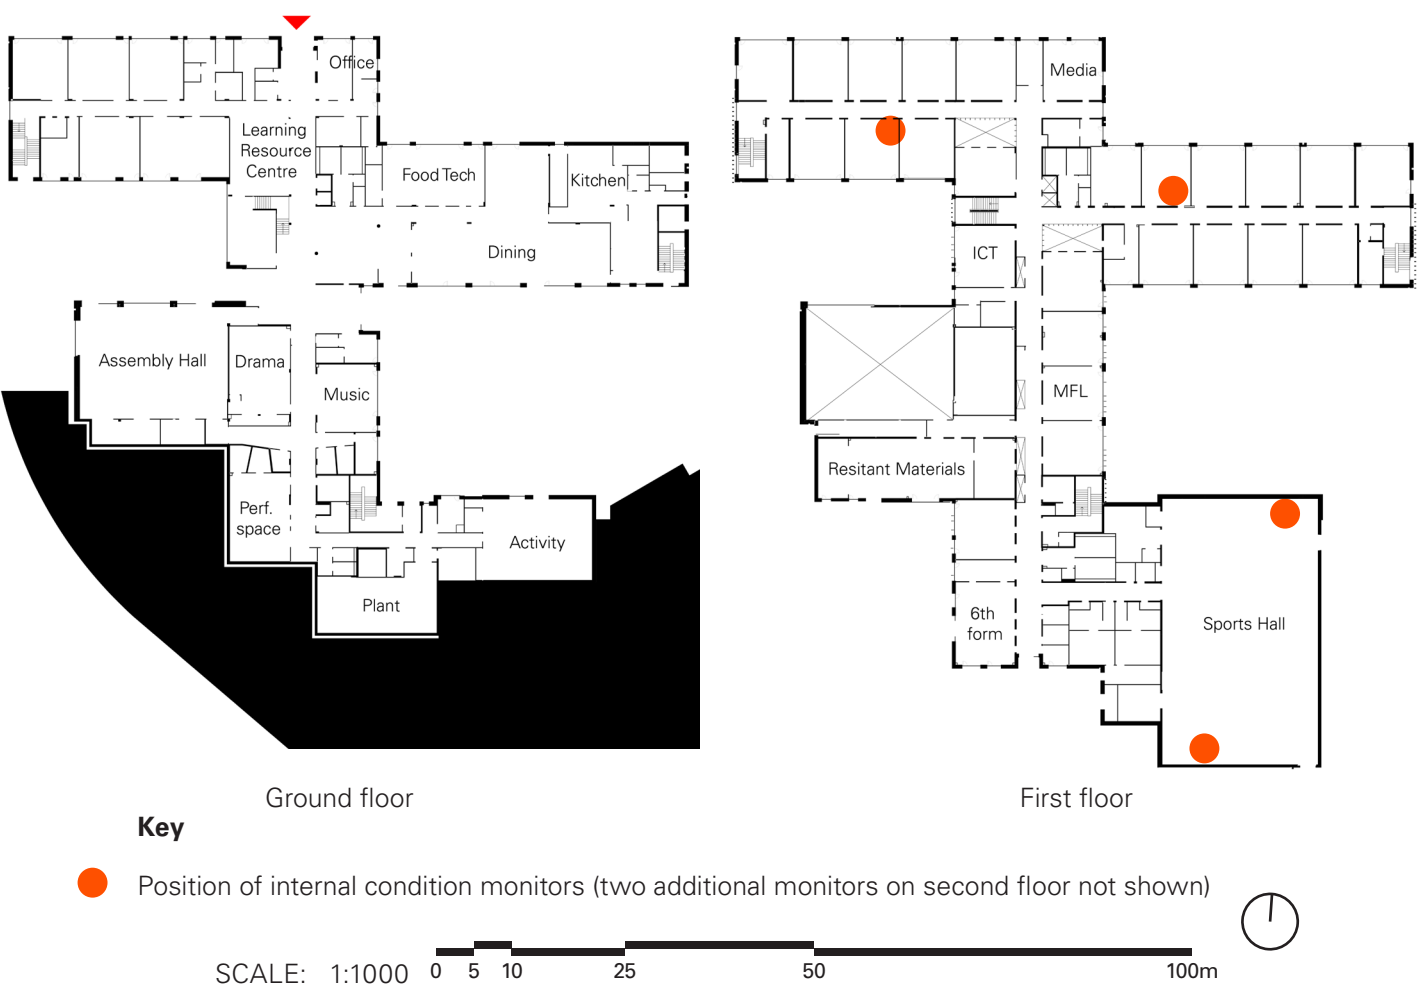 Office
Learning
Resource
Centre
Food Tech
Kitchen
Dining
Assembly Hall
Drama
Music
Perf.
space
Activity
Plant
Media
ICT
MFL
Resitant Materials
6th
form
Sports Hall
Ground floor
First floor
Key
Position of internal condition monitors (two additional monitors on second floor not shown)
SCALE: 1:1000 0 5 10 25 50 100m